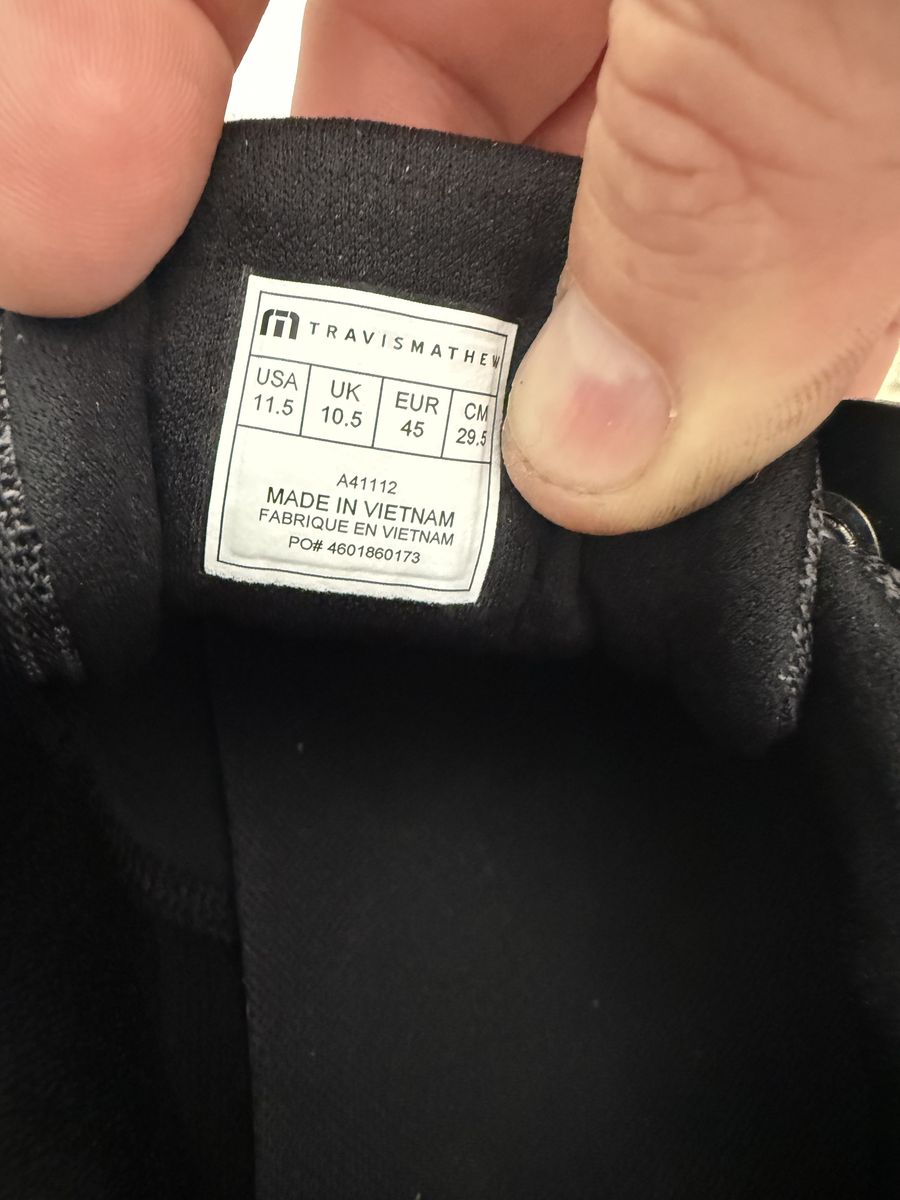 TRAVISMATHEW
USA UK EUR CM
11.5 10.5 45 29.5
A41112
MADE IN VIETNAM
FABRIQUE EN VIETNAM
PO# 4601860173